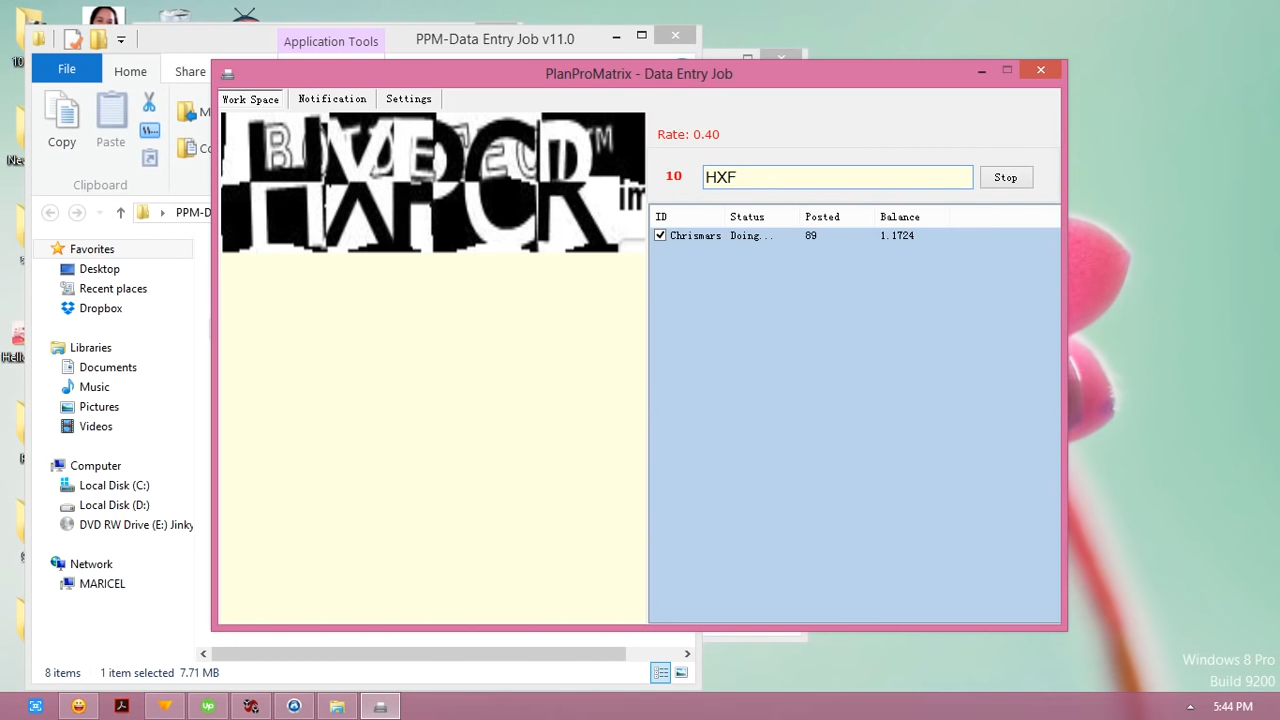 Application Tools
PPM-Data Entry Job v11.0
File
Home
Share
Copy
Paste
Clipboard
PPM-D
Favorites
Desktop
Recent places
Dropbox
Libraries
Documents
Music
Pictures
Videos
Computer
Local Disk (C:)
Local Disk (D:)
DVD RW Drive (E:) Jinky
Network
MARICEL
8 items 1 item selected 7.71 MB
PlanProMatrix - Data Entry Job
Work Space
Notification
Settings
Rate: 0.40
10
HXF
Stop
ID Status Posted Balance
Chrismars Doing... 89 1.1724
Windows 8 Pro
Build 9200
5:44 PM